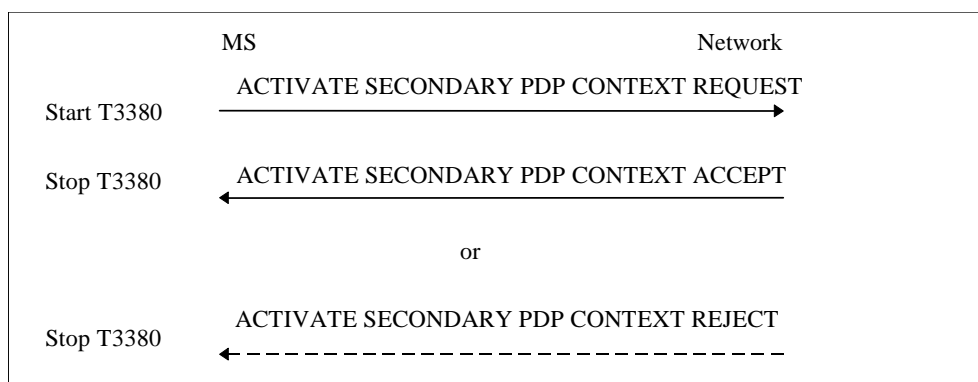 MS Network
ACTIVATE SECONDARY PDP CONTEXT REQUEST
Start T3380
Stop T3380 ACTIVATE SECONDARY PDP CONTEXT ACCEPT
or
ACTIVATE SECONDARY PDP CONTEXT REJECT
Stop T3380